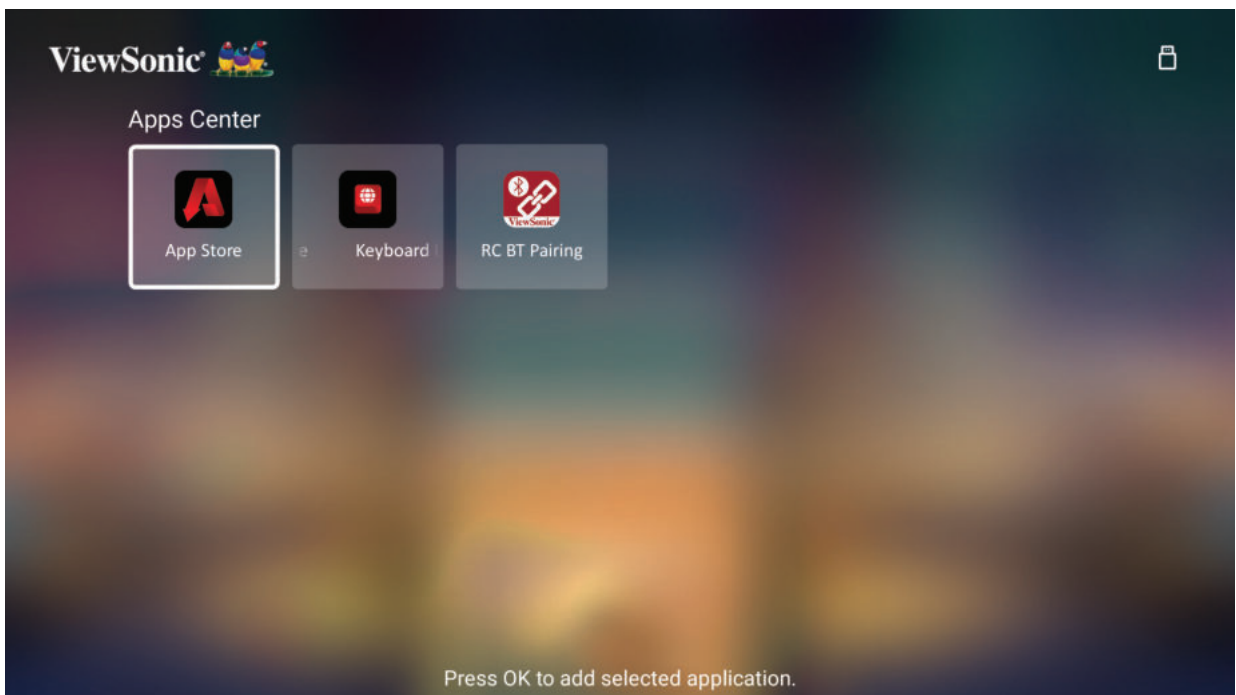 ViewSonic®
Apps Center
App Store
e Keyboard
RC BT Pairing
ViewSonic
Press OK to add selected application.